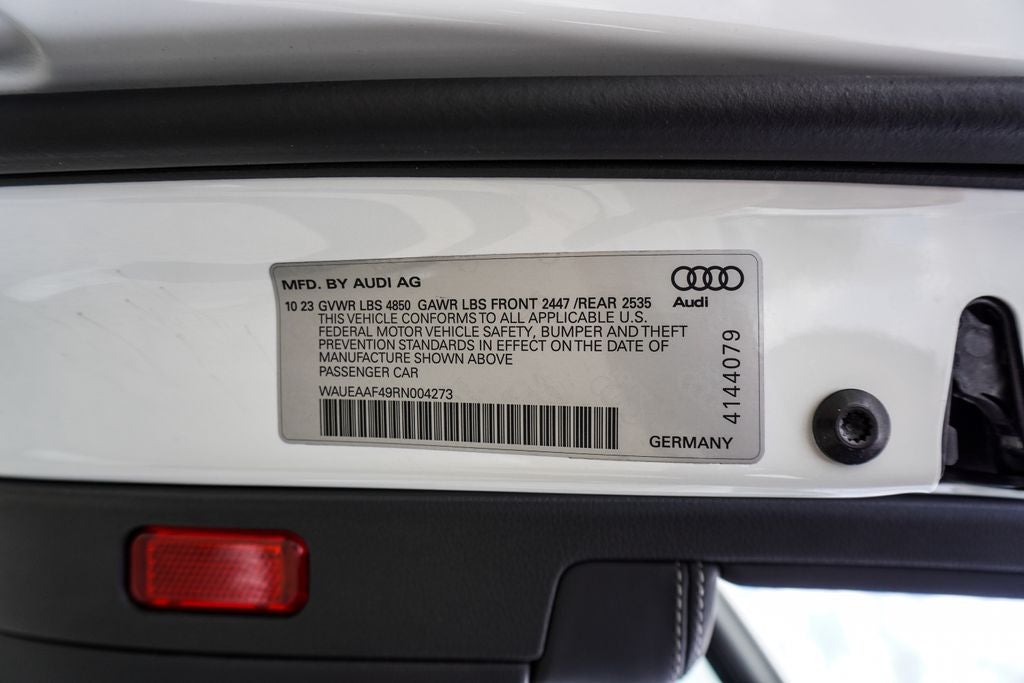 MFD. BY AUDI AG
Audi
10 23 GVWR LBS 4850 GAWR LBS FRONT 2447 /REAR 2535
THIS VEHICLE CONFORMS TO ALL APPLICABLE U.S.
FEDERAL MOTOR VEHICLE SAFETY, BUMPER AND THEFT
PREVENTION STANDARDS IN EFFECT ON THE DATE OF
MANUFACTURE SHOWN ABOVE
PASSENGER CAR
WAUEAAF49RN004273
4144079
GERMANY